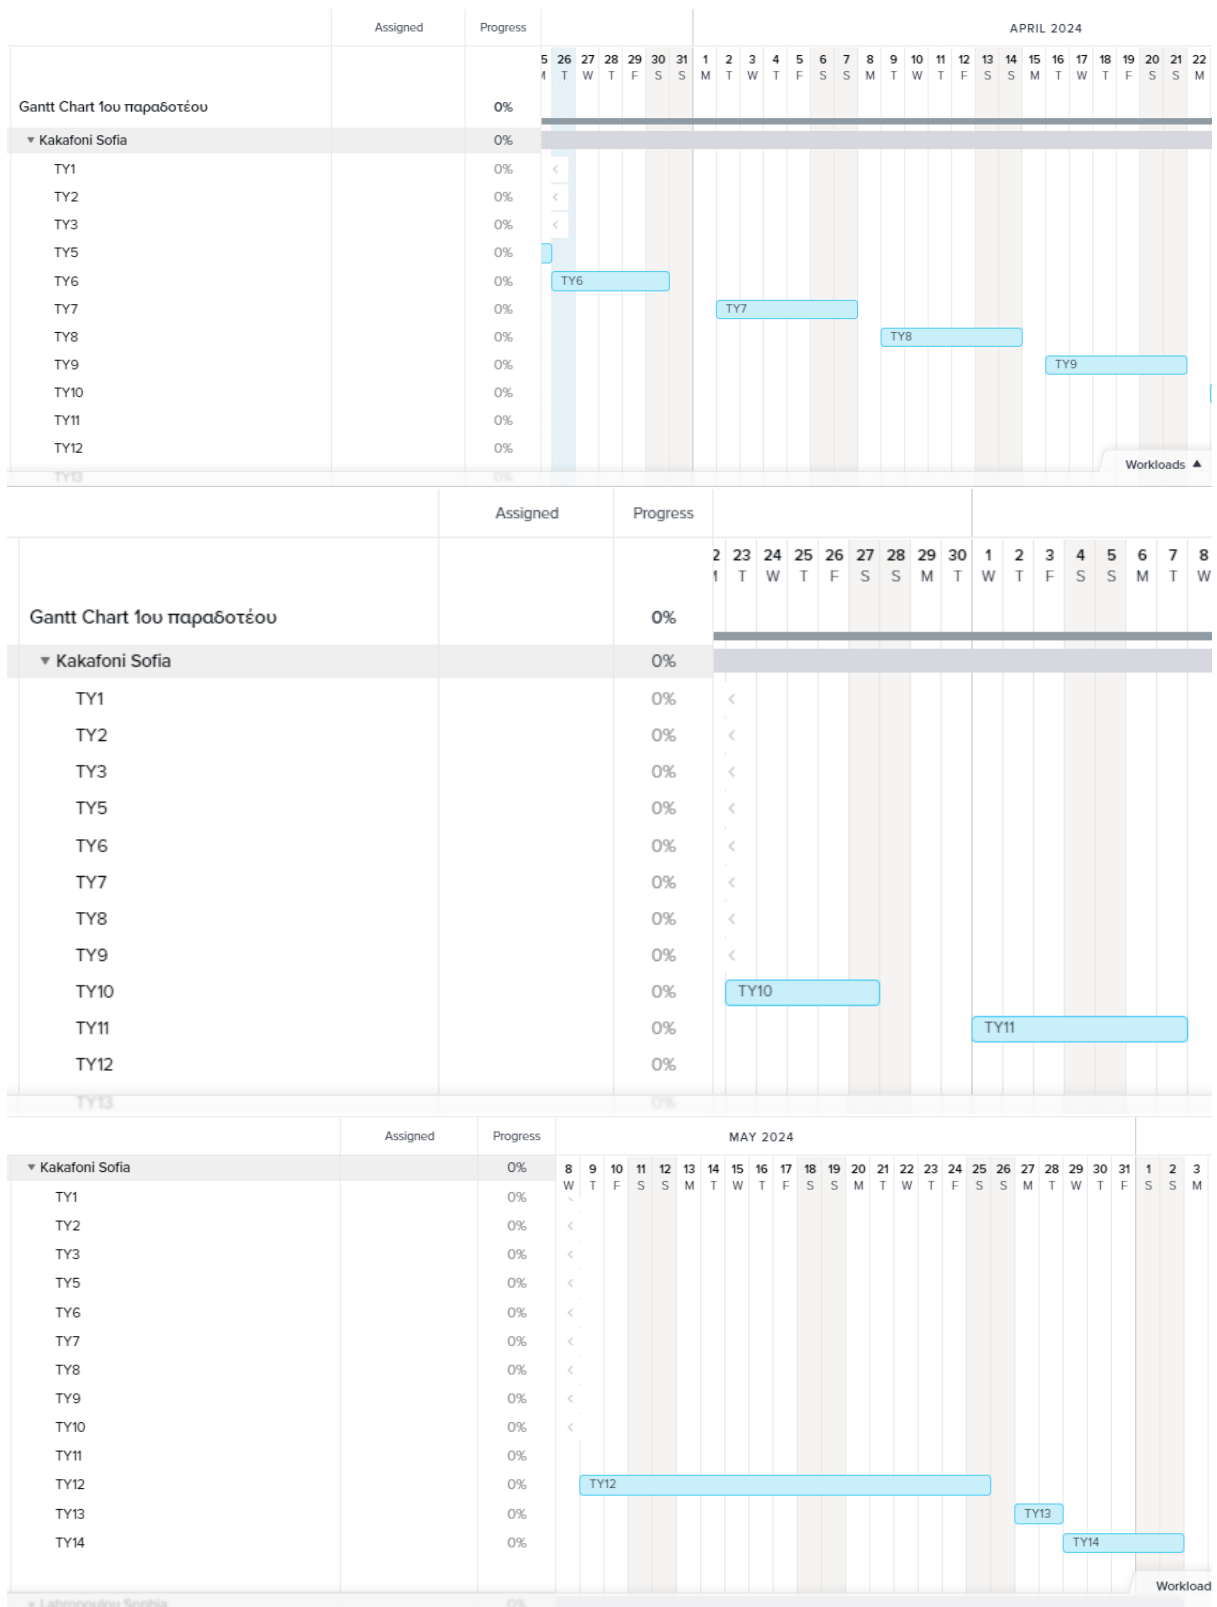 Assigned Progress APRIL 2024
5 26 27 28 29 30 31 1 2 3 4 5 6 7 8 9 10 11 12 13 14 15 16 17 18 19 20 21 22
M T W T F S S M T W T F S S M T W T F S S M T W T F S S M
Gantt Chart 1ου παραδοτέου 0%
Kakafoni Sofia 0%
TY1 0%
TY2 0%
TY3 0%
TY5 0%
TY6 0% TY6
TY7 0% TY7
TY8 0% TY8
TY9 0% TY9
TY10 0%
TY11 0%
TY12 0%
Workloads
TY13 0%
Assigned Progress
2 23 24 25 26 27 28 29 30 1 2 3 4 5 6 7 8
M T W T F S S M T W T F S S M T W
Gantt Chart 1ου παραδοτέου 0%
Kakafoni Sofia 0%
TY1 0%
TY2 0%
TY3 0%
TY5 0%
TY6 0%
TY7 0%
TY8 0%
TY9 0%
TY10 0% TY10
TY11 0% TY11
TY12 0%
TY13 0%
Assigned Progress MAY 2024
Kakafoni Sofia 0% 8 9 10 11 12 13 14 15 16 17 18 19 20 21 22 23 24 25 26 27 28 29 30 31 1 2 3
W T F S S M T W T F S S M T W T F S S M T W T F S S M
TY1 0%
TY2 0%
TY3 0%
TY5 0%
TY6 0%
TY7 0%
TY8 0%
TY9 0%
TY10 0%
TY11 0%
TY12 0% TY12
TY13 0% TY13
TY14 0% TY14
Workload
Labropoulou Sophia 0%